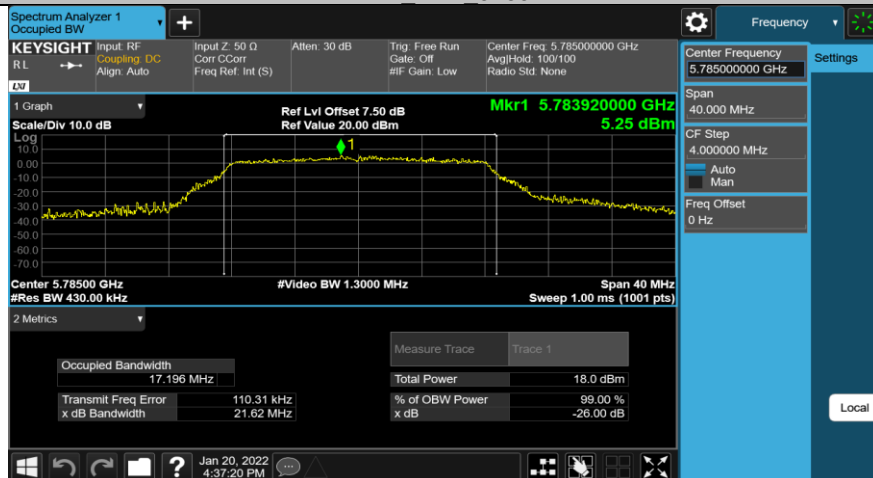 Spectrum Analyzer 1
Occupied BW
+
Frequency
KEYSIGHT
RL
LXI
Input: RF
Coupling: DC
Align: Auto
Input Z: 50 Ω
Corr CCorr
Freq Ref: Int (S)
Atten: 30 dB
Trig: Free Run
Gate: Off
#IF Gain: Low
Center Freq: 5.785000000 GHz
Avg|Hold: 100/100
Radio Std: None
Center Frequency
5.785000000 GHz
Settings
Span
40.000 MHz
CF Step
4.000000 MHz
Auto
Man
Freq Offset
0 Hz
Local
1 Graph
Scale/Div 10.0 dB
Ref Lvl Offset 7.50 dB
Ref Value 20.00 dBm
Mkr1 5.783920000 GHz
5.25 dBm
Log
10.0
0.00
-10.0
-20.0
-30.0
-40.0
-50.0
-60.0
-70.0
1
Center 5.78500 GHz
#Res BW 430.00 kHz
#Video BW 1.3000 MHz
Span 40 MHz
Sweep 1.00 ms (1001 pts)
2 Metrics
Measure Trace Trace 1
Occupied Bandwidth
17.196 MHz
Total Power 18.0 dBm
Transmit Freq Error 110.31 kHz
% of OBW Power 99.00 %
x dB Bandwidth 21.62 MHz
x dB -26.00 dB
?
Jan 20, 2022
4:37:20 PM